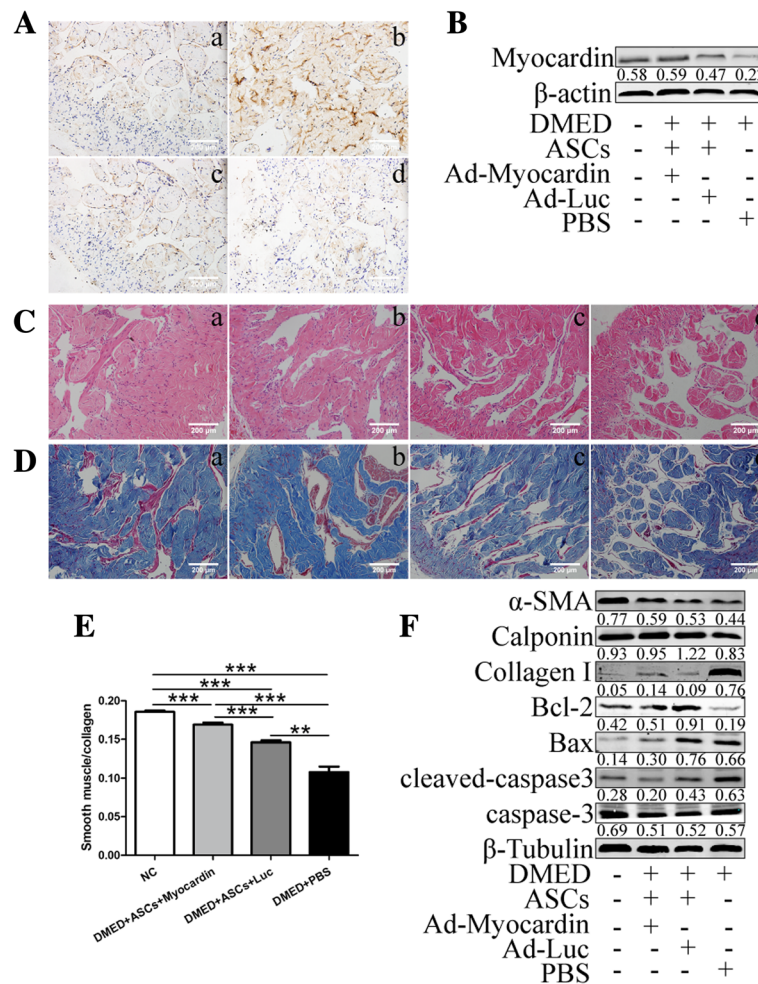 A
a
b
c
d
B
Myocardin
0.58 0.59 0.47
β-actin
DMED - + + +
ASCs - + + -
Ad-Myocardin - + - -
Ad-Luc - - + -
PBS - - - +
C
a
b
c
200 μm
200 μm
200 μm
200 μm
D
a
b
c
200 μm
200 μm
200 μm
200 μm
E
Smooth muscle/collagen
0.20
0.15
0.10
0.05
0.00
***
***
*** ***
***
**
NC
DMED+ASCs+Myocardin
DMED+ASCs+Luc
DMED+PBS
F
α-SMA
0.77 0.59 0.53 0.44
Calponin
0.93 0.95 1.22 0.83
Collagen I
0.05 0.14 0.09 0.76
Bcl-2
0.42 0.51 0.91 0.19
Bax
0.14 0.30 0.76 0.66
cleaved-caspase3
0.28 0.20 0.43 0.63
caspase-3
0.69 0.51 0.52 0.57
β-Tubulin
DMED - + + +
ASCs - + + -
Ad-Myocardin - + - -
Ad-Luc - - + -
PBS - - - +